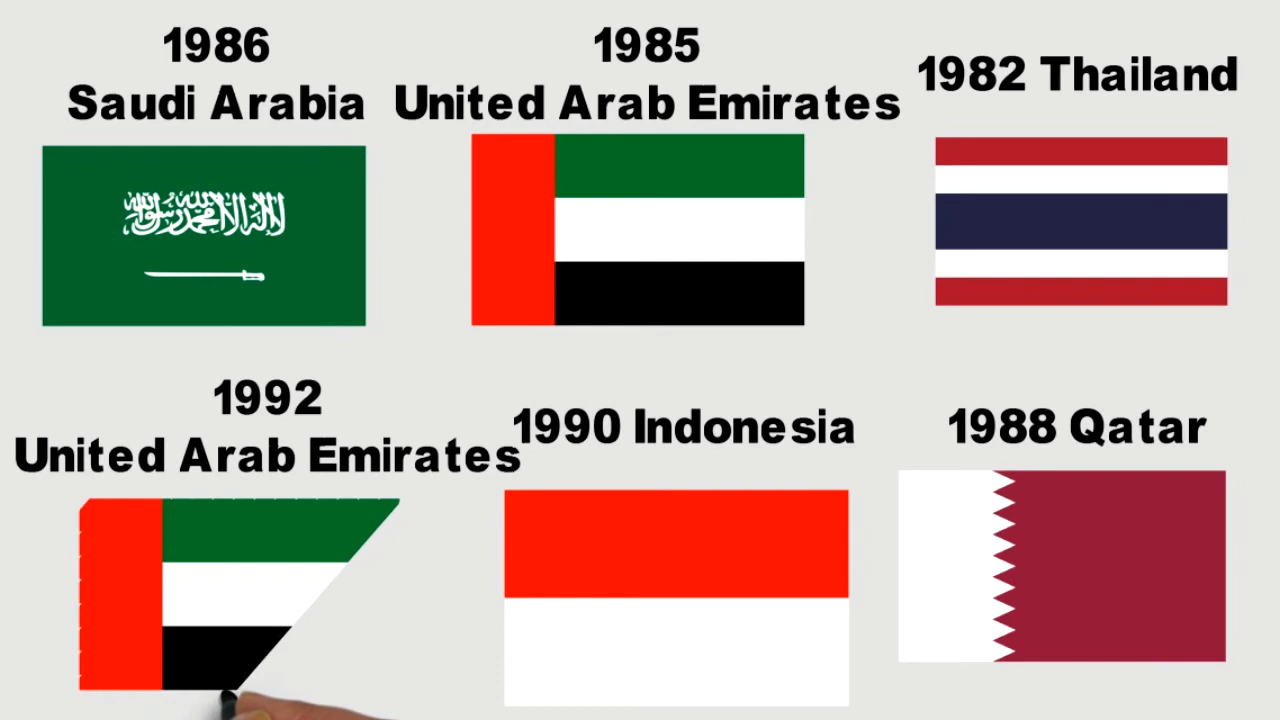 1986
Saudi Arabia
1985
United Arab Emirates
1982 Thailand
لا إله إلا الله محمد رسول الله
1992
United Arab Emirates
1990 Indonesia
1988 Qatar